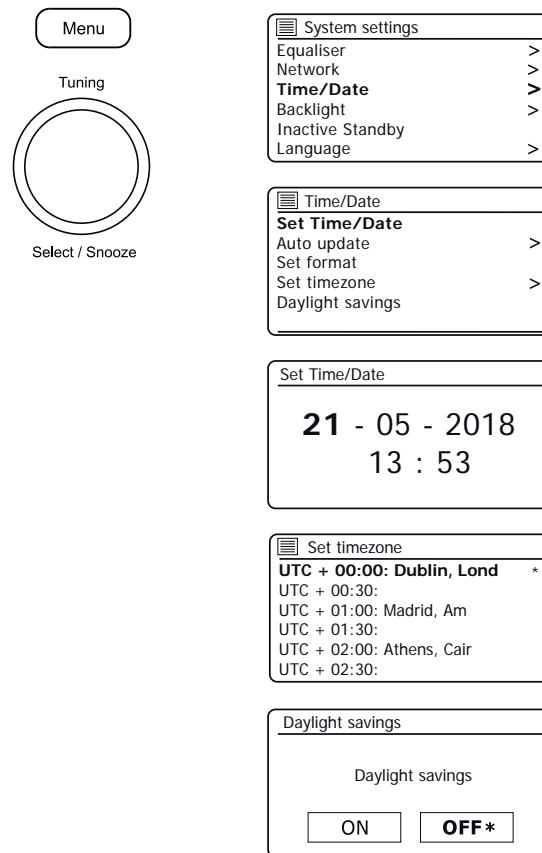 Menu
Tuning
Select / Snooze
System settings
Equaliser >
Network >
Time/Date >
Backlight >
Inactive Standby
Language >
Time/Date
Set Time/Date
Auto update >
Set format
Set timezone >
Daylight savings
Set Time/Date
21 - 05 - 2018
13 : 53
Set timezone
UTC + 00:00: Dublin, Lond *
UTC + 00:30:
UTC + 01:00: Madrid, Am
UTC + 01:30:
UTC + 02:00: Athens, Cair
UTC + 02:30:
Daylight savings
Daylight savings
ON OFF*